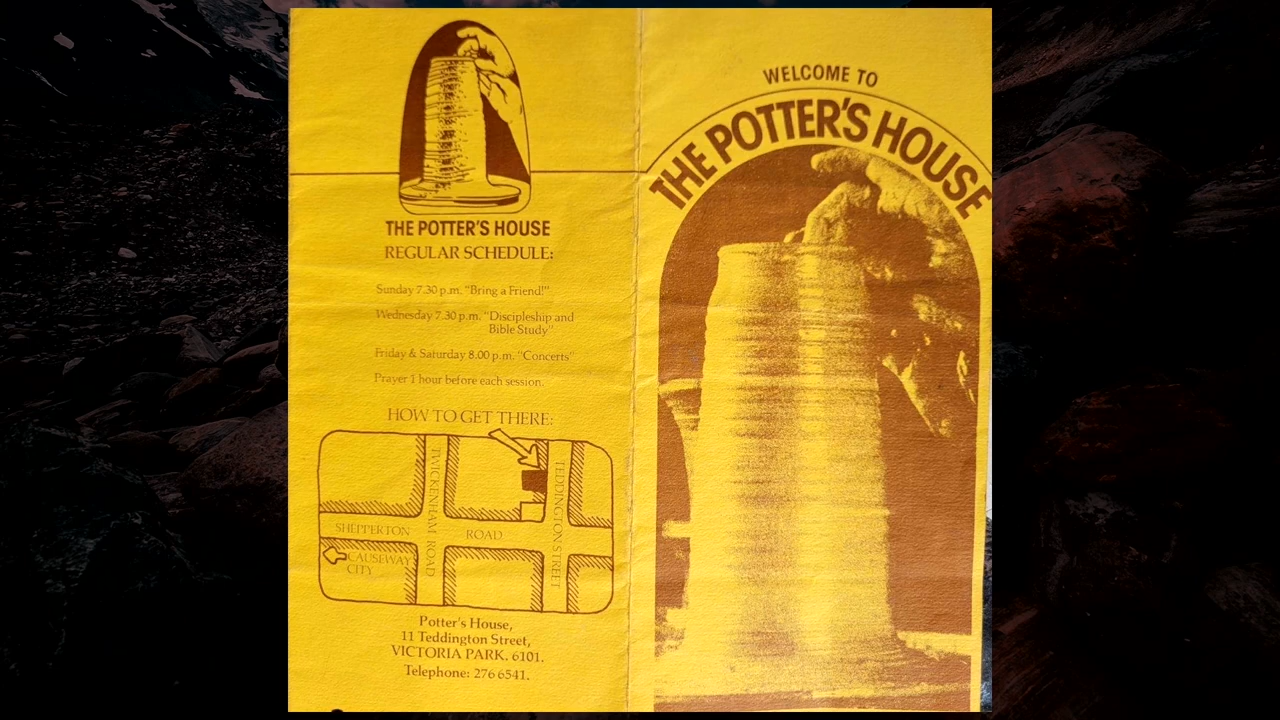 THE POTTER'S HOUSE
REGULAR SCHEDULE:
Sunday 7.30 p.m. "Bring a Friend!"
Wednesday 7.30 p.m. "Discipleship and
Bible Study"
Friday & Saturday 8.00 p.m. "Concerts"
Prayer 1 hour before each session.
HOW TO GET THERE:
TWICKENHAM ROAD
TEDDINGTON STREET
SHEPPERTON ROAD
CAUSEWAY
CITY
Potter's House,
11 Teddington Street,
VICTORIA PARK. 6101.
Telephone: 276 6541.
WELCOME TO
THE POTTER'S HOUSE